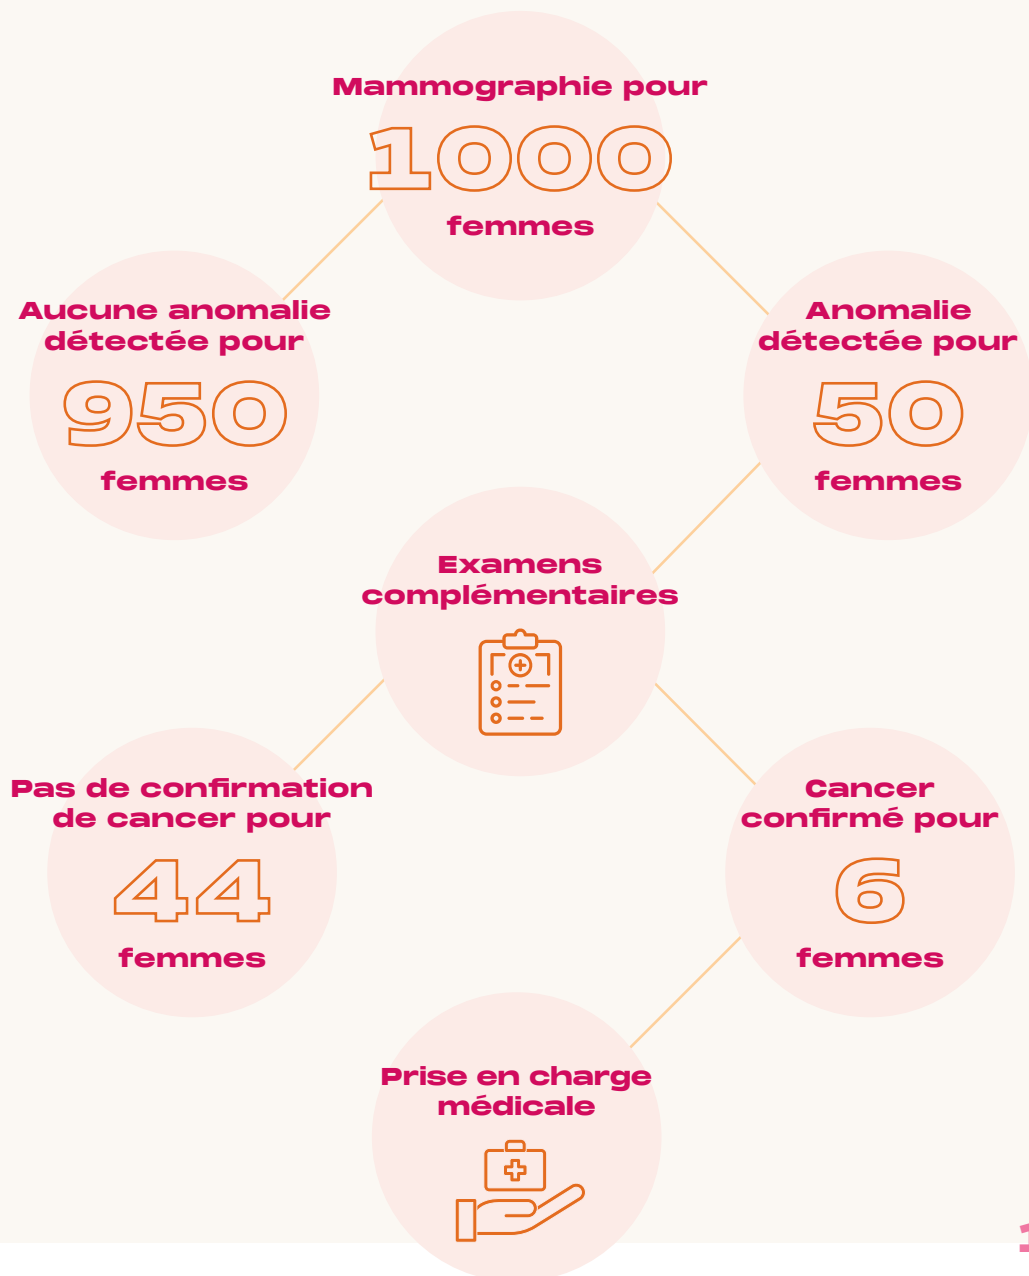 Mammographie pour
1000
femmes
Aucune anomalie
détectée pour
950
femmes
Anomalie
détectée pour
50
femmes
Examens
complémentaires
Pas de confirmation
de cancer pour
44
femmes
Cancer
confirmé pour
6
femmes
Prise en charge
médicale